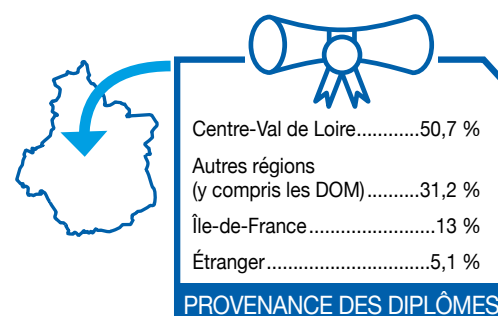 Centre-Val de Loire............50,7 %
Autres régions
(y compris les DOM)..........31,2 %
Île-de-France........................13 %
Étranger...............................5,1 %
PROVENANCE DES DIPLÔMES